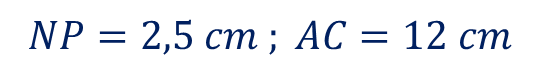 NP = 2,5 cm ; AC = 12 cm